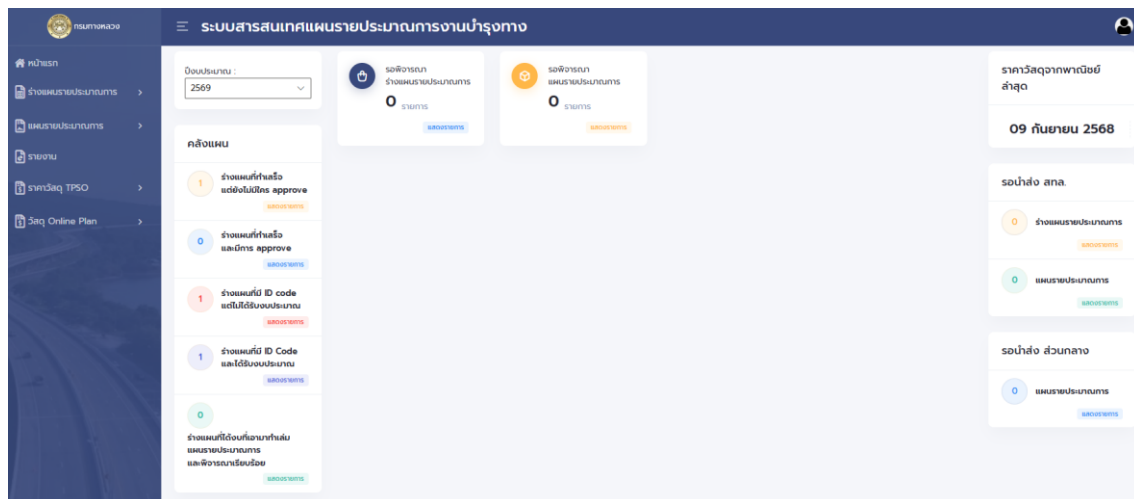 กรมทางหลวง
ระบบสารสนเทศแผนรายประมาณการงานบำรุงทาง
หน้าแรก
ร่างแผนรายประมาณการ
แผนรายประมาณการ
รายงาน
ราคาวัสดุ TPSO
วัสดุ Online Plan
ปีงบประมาณ :
2569
คลังแผน
1
ร่างแผนที่ทำเสร็จ
แต่ยังไม่มีใคร approve
แสดงรายการ
0
ร่างแผนที่ทำเสร็จ
และมีการ approve
แสดงรายการ
1
ร่างแผนที่มี ID code
แต่ไม่ได้รับงบประมาณ
แสดงรายการ
1
ร่างแผนที่มี ID Code
และได้รับงบประมาณ
แสดงรายการ
0
ร่างแผนที่ได้งบที่เอามาทำเล่ม
แผนรายประมาณการ
และพิจารณาเรียบร้อย
แสดงรายการ
รอพิจารณา
ร่างแผนรายประมาณการ
0 รายการ
แสดงรายการ
รอพิจารณา
แผนรายประมาณการ
0 รายการ
แสดงรายการ
ราคาวัสดุจากพาณิชย์
ล่าสุด
09 กันยายน 2568
รอนำส่ง สทล.
0
ร่างแผนรายประมาณการ
แสดงรายการ
0
แผนรายประมาณการ
แสดงรายการ
รอนำส่ง ส่วนกลาง
0
แผนรายประมาณการ
แสดงรายการ